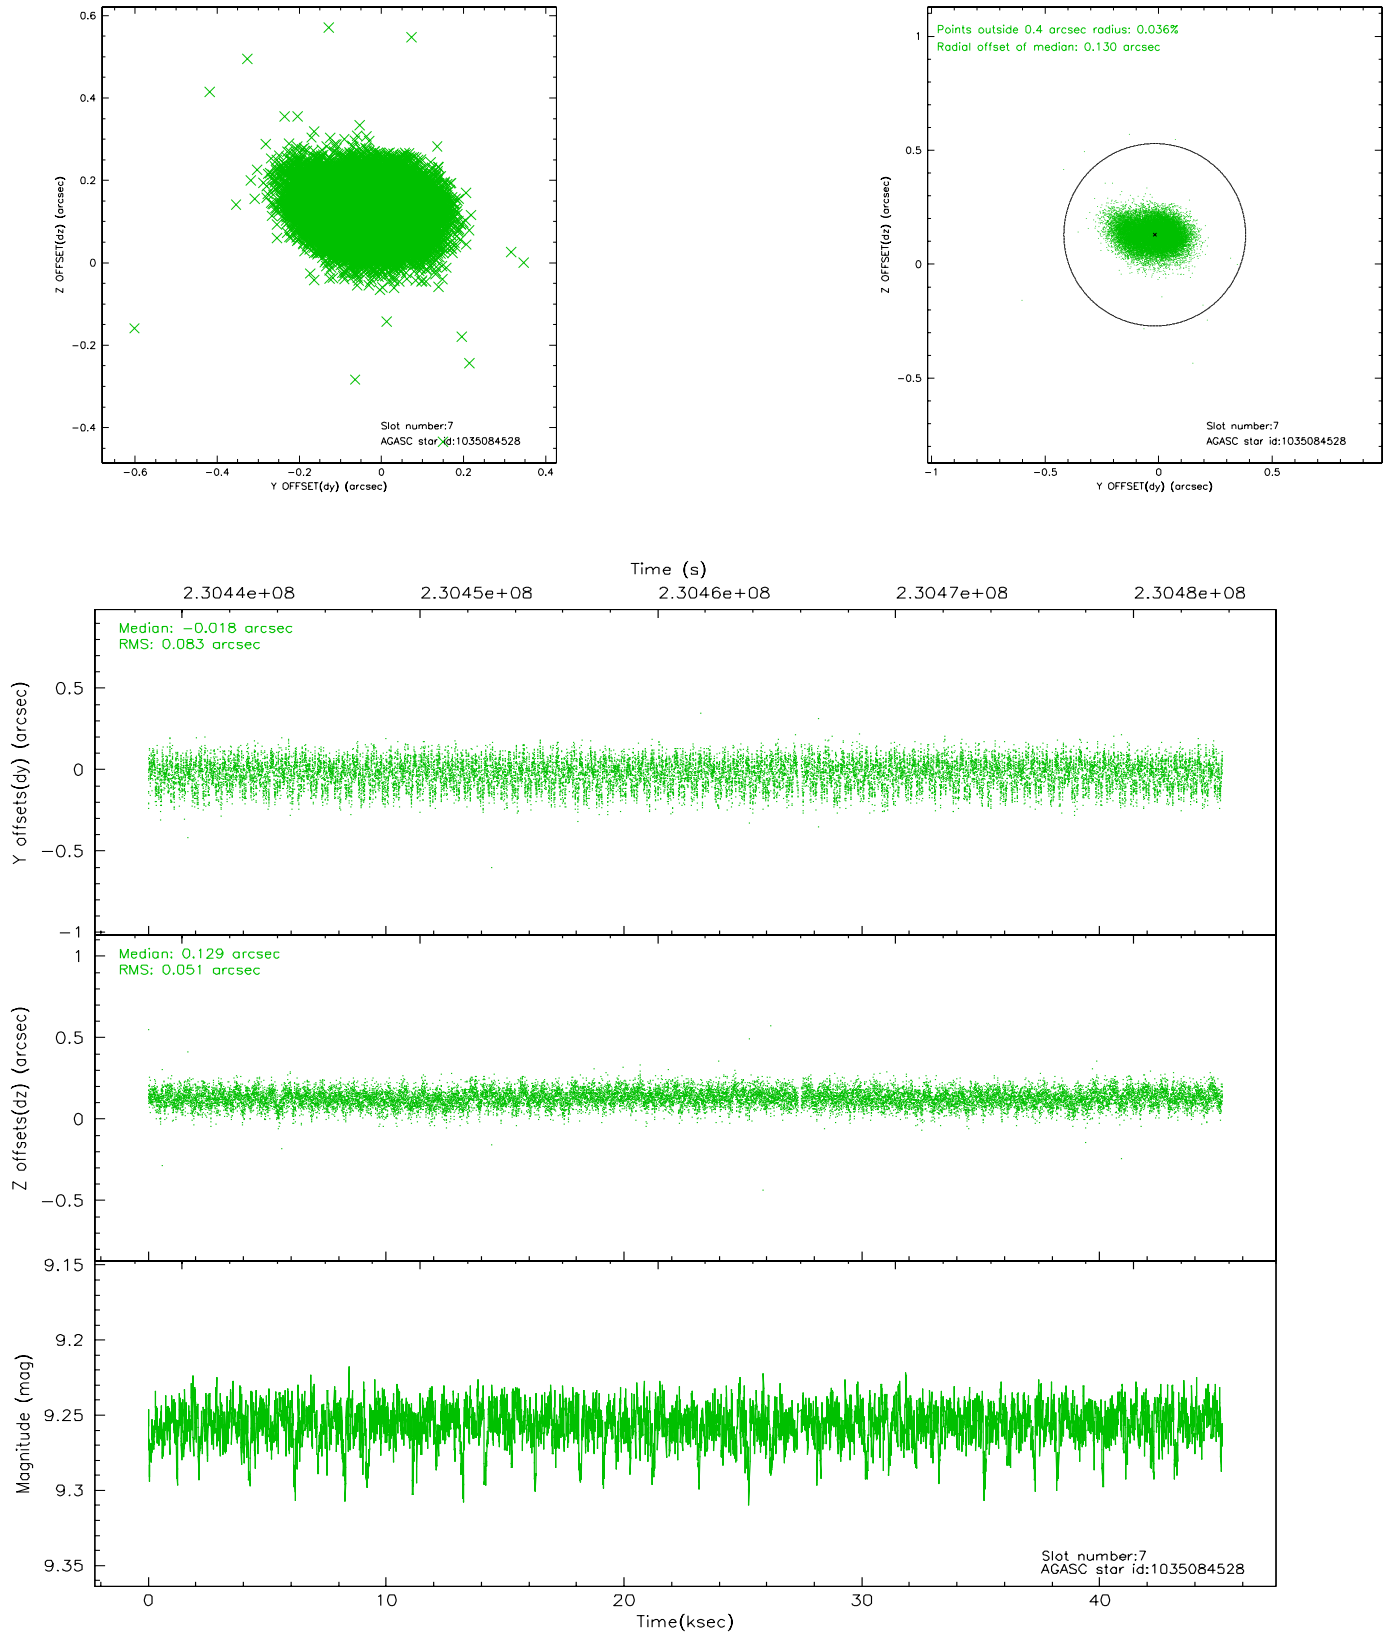 0.6
0.4
0.2
0
−0.2
−0.4
Z OFFSET(dz) (arcsec)
Slot number:7
AGASC star id:1035084528
−0.6 −0.4 −0.2 0 0.2 0.4
Y OFFSET(dy) (arcsec)
Points outside 0.4 arcsec radius: 0.036%
Radial offset of median: 0.130 arcsec
1
0.5
0
−0.5
Z OFFSET(dz) (arcsec)
Slot number:7
AGASC star id:1035084528
−1 −0.5 0 0.5
Y OFFSET(dy) (arcsec)
Time (s)
2.3044e+08 2.3045e+08 2.3046e+08 2.3047e+08 2.3048e+08
Median: −0.018 arcsec
RMS: 0.083 arcsec
0.5
0
−0.5
−1
Y offsets(dy) (arcsec)
Median: 0.129 arcsec
RMS: 0.051 arcsec
1
0.5
0
−0.5
Z offsets(dz) (arcsec)
9.15
9.2
9.25
9.3
9.35
Magnitude (mag)
Slot number:7
AGASC star id:1035084528
0 10 20 30 40
Time(ksec)